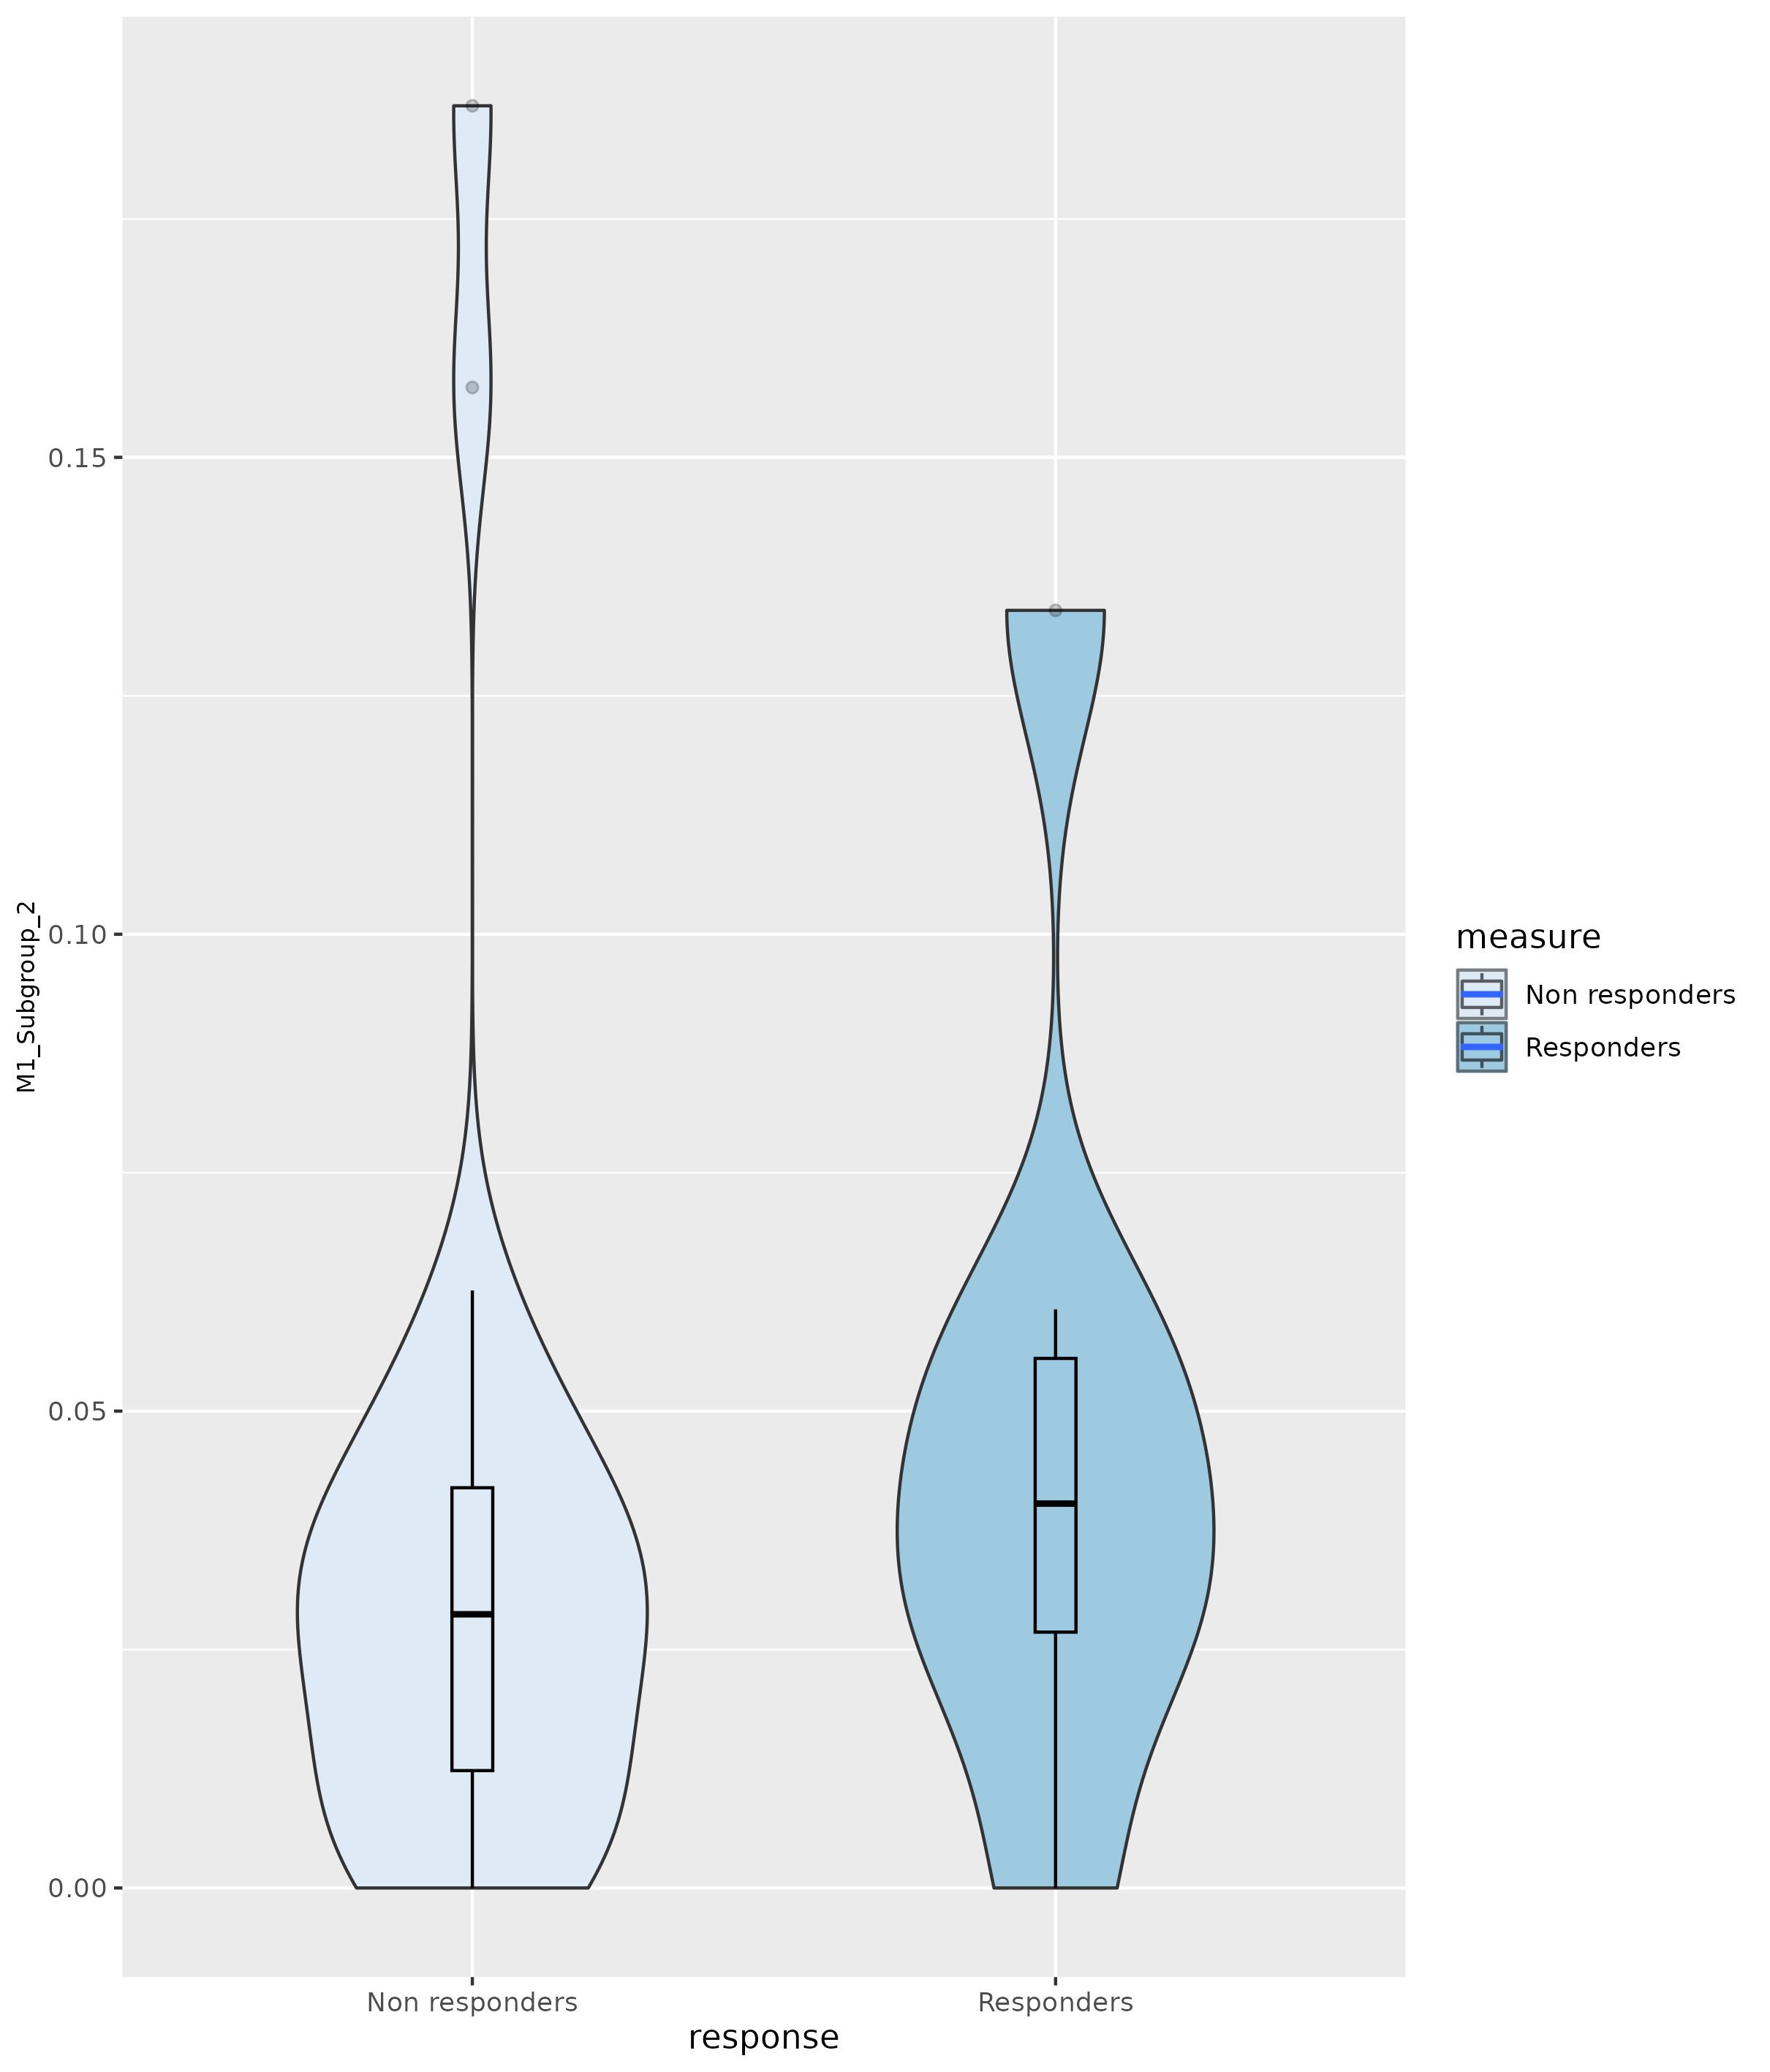 M1_Subgroup_2
0.15
0.10
0.05
0.00
Non responders
Responders
response
measure
Non responders
Responders